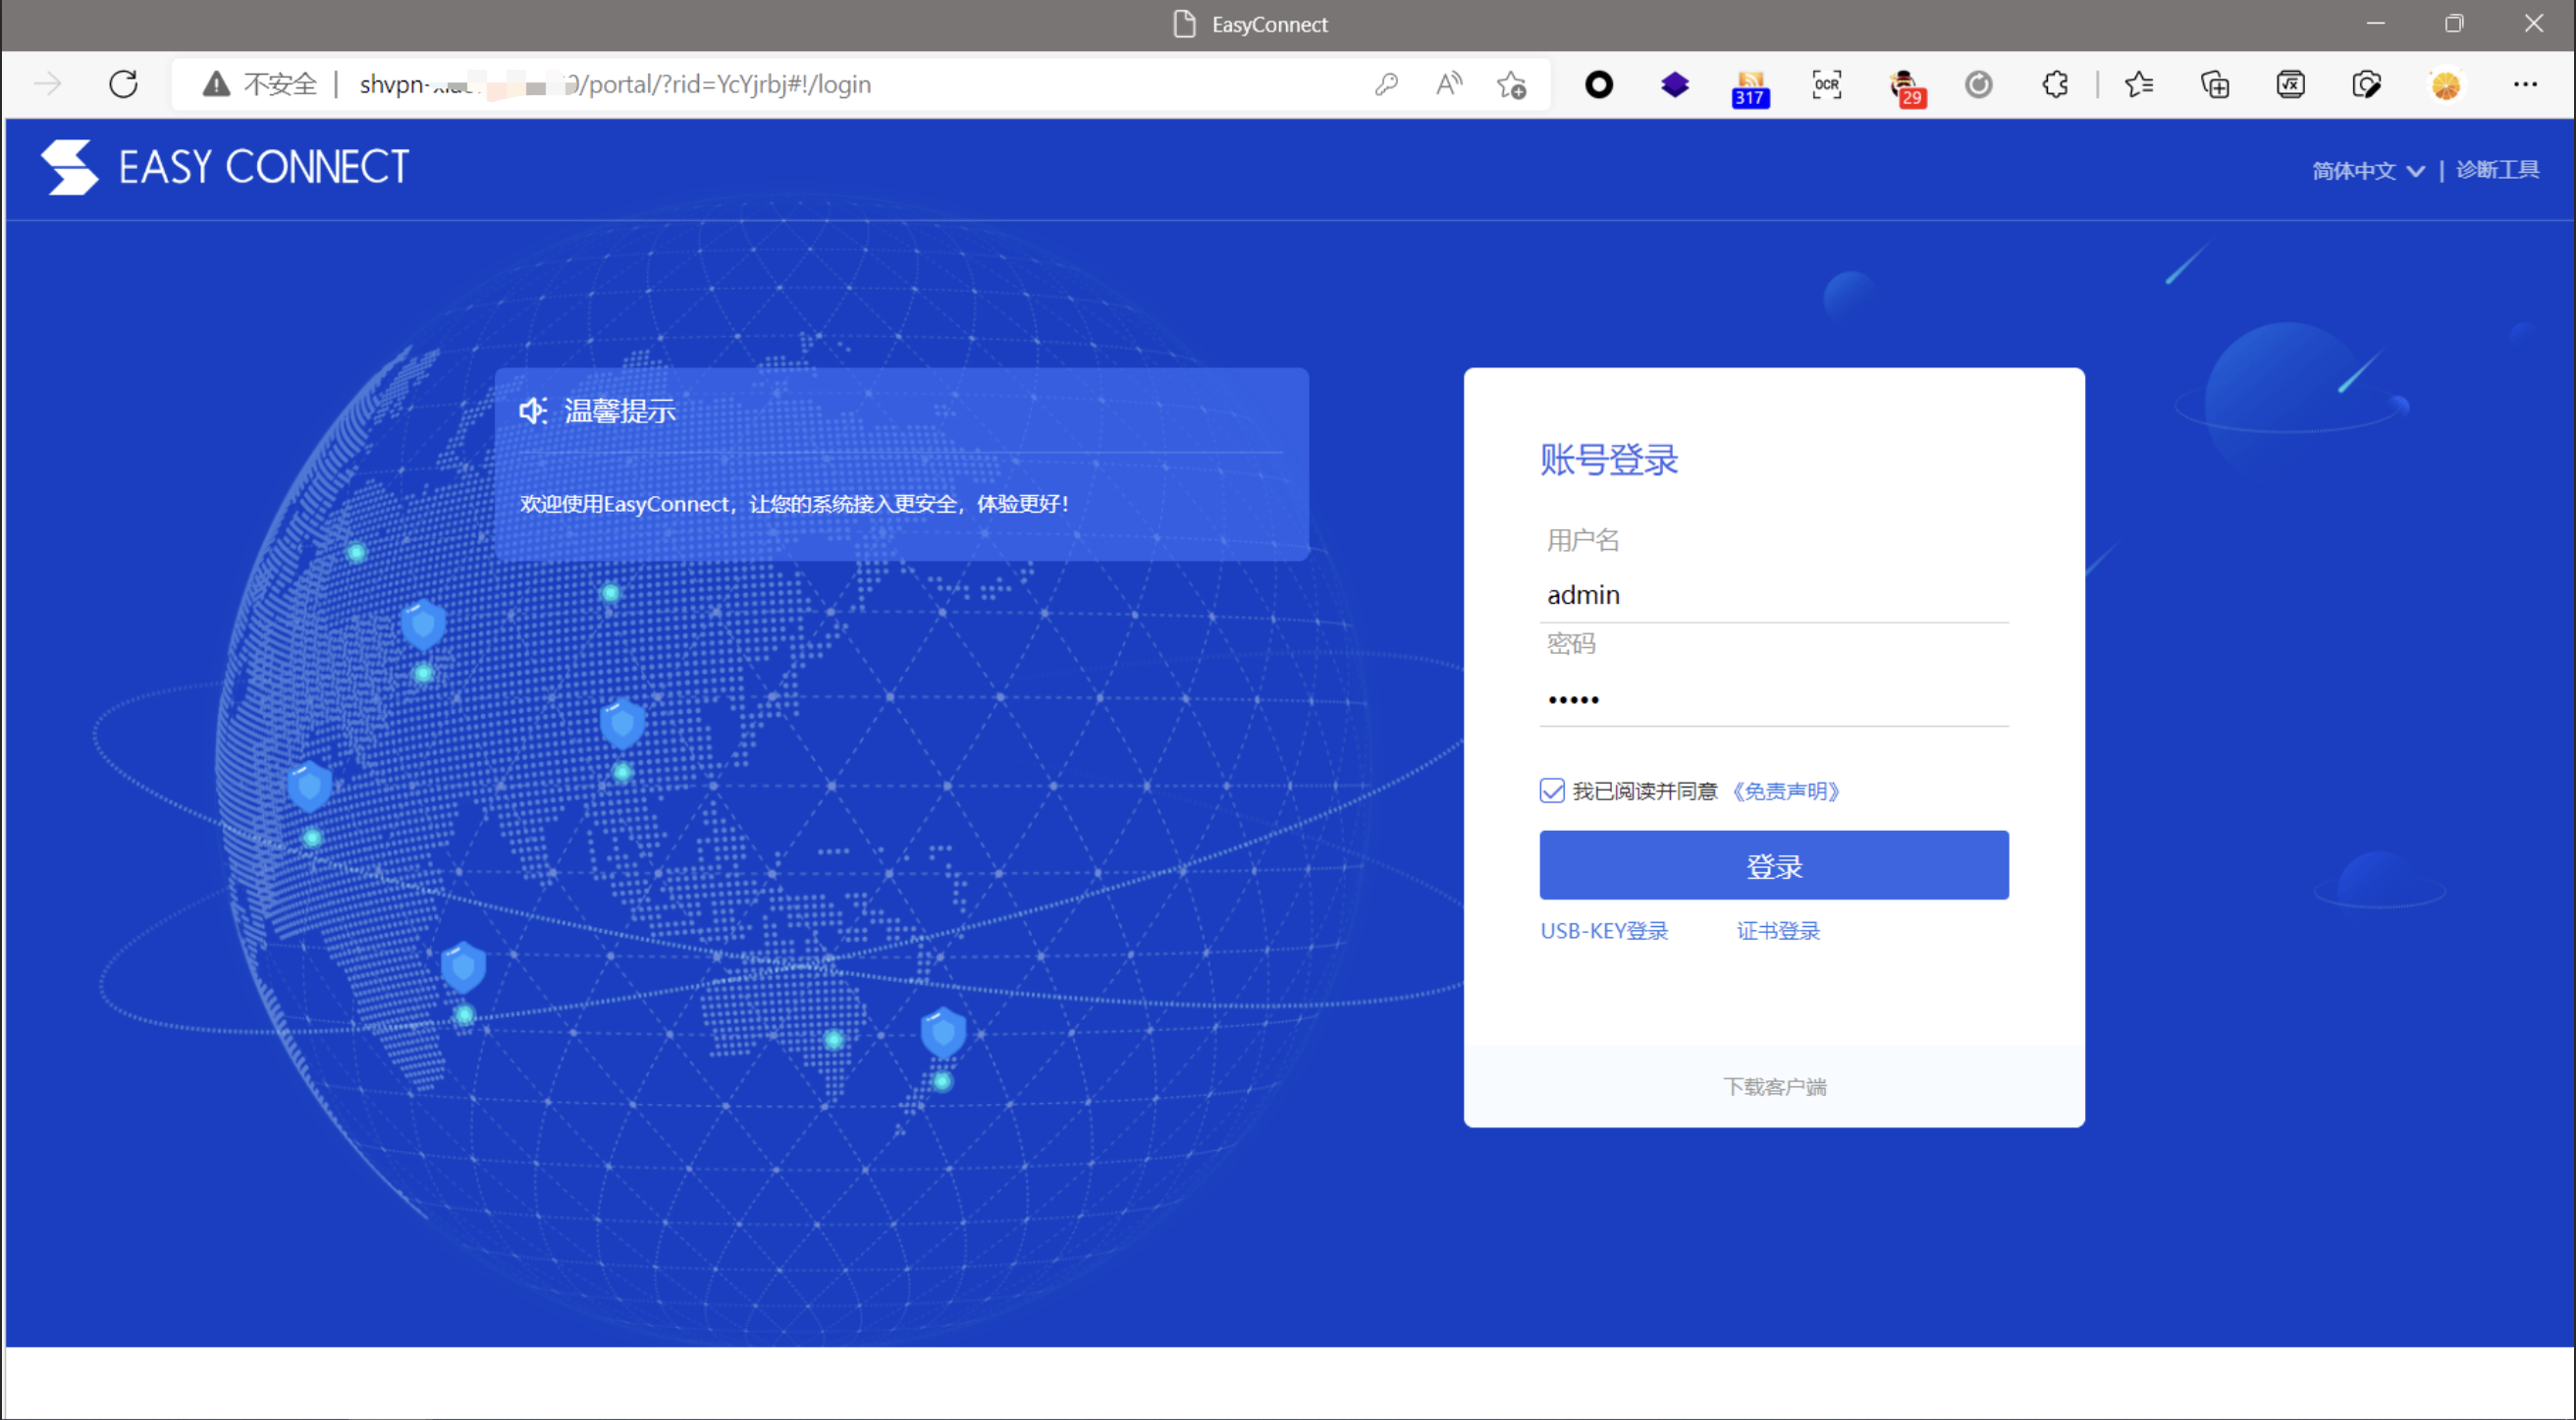 EasyConnect
不安全 | shvpn- /portal/?rid=YcYjrbj#!/login
317
OCR
29
EASY CONNECT
简体中文 | 诊断工具
温馨提示
欢迎使用EasyConnect，让您的系统接入更安全，体验更好！
账号登录
用户名
admin
密码
•••••
我已阅读并同意《免责声明》
登录
USB-KEY登录 证书登录
下载客户端